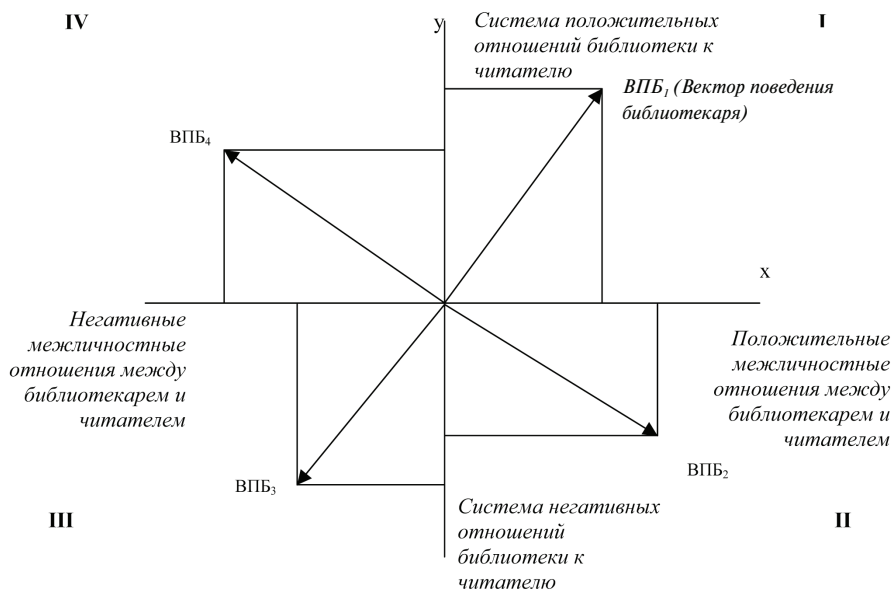 IV
y
Система положительных
отношений библиотеки к
читателю
I
ВПБ1 (Вектор поведения
библиотекаря)
ВПБ4
x
Негативные
межличностные
отношения между
библиотекарем и
читателем
Положительные
межличностные
отношения между
библиотекарем и
читателем
ВПБ3
ВПБ2
III
Система негативных
отношений
библиотеки к
читателю
II